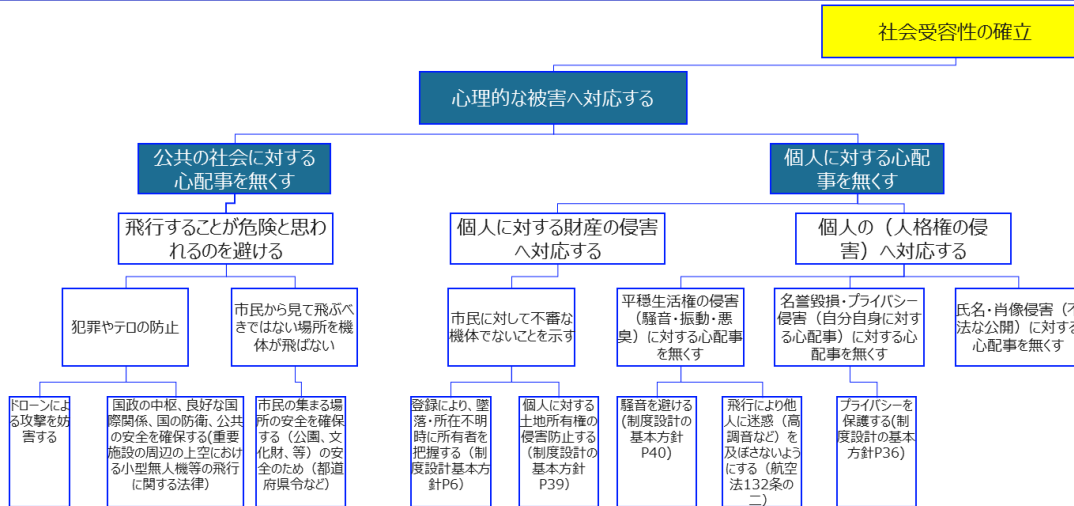 社会受容性の確立
心理的な被害へ対応する
公共の社会に対する
心配事を無くす
個人に対する心配
事を無くす
飛行することが危険と思わ
れるのを避ける
個人に対する財産の侵害
へ対応する
個人の（人格権の侵
害）へ対応する
犯罪やテロの防止
市民から見て飛ぶべ
きではない場所を機
体が飛ばない
市民に対して不審な
機体でないことを示す
平穏生活権の侵害
（騒音・振動・悪
臭）に対する心配事
を無くす
名誉毀損・プライバシー
侵害（自分自身に対す
る心配事）に対する心
配事を無くす
氏名・肖像侵害（不
法な公開）に対する
心配事を無くす
ドローンによ
る攻撃を妨
害する
国政の中枢、良好な国
際関係、国の防衛、公共
の安全を確保する(重要
施設の周辺の上空におけ
る小型無人機等の飛行
に関する法律)
市民の集まる場
所の安全を確保
する（公園、文
化財、等）の安
全のため（都道
府県令など）
登録により、墜
落・所在不明
時に所有者を
把握する（制
度設計基本方
針P6）
個人に対する
土地所有権の
侵害防止する
（制度設計の
基本方針
P39）
騒音を避ける
(制度設計の
基本方針
P40）
飛行により他
人に迷惑（高
調音など）を
及ぼさないよう
にする（航空
法132条の
二）
プライバシーを
保護する(制
度設計の基本
方針P36）